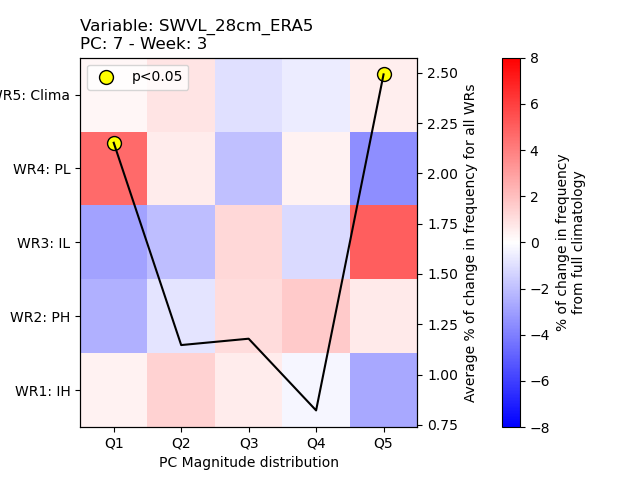 Variable: SWVL_28cm_ERA5
PC: 7 - Week: 3
p<0.05
WR5: Clima
WR4: PL
WR3: IL
WR2: PH
WR1: IH
Q1 Q2 Q3 Q4 Q5
PC Magnitude distribution
2.50
2.25
2.00
1.75
1.50
1.25
1.00
0.75
Average % of change in frequency for all WRs
8
6
4
2
0
−2
−4
−6
−8
% of change in frequency
from full climatology